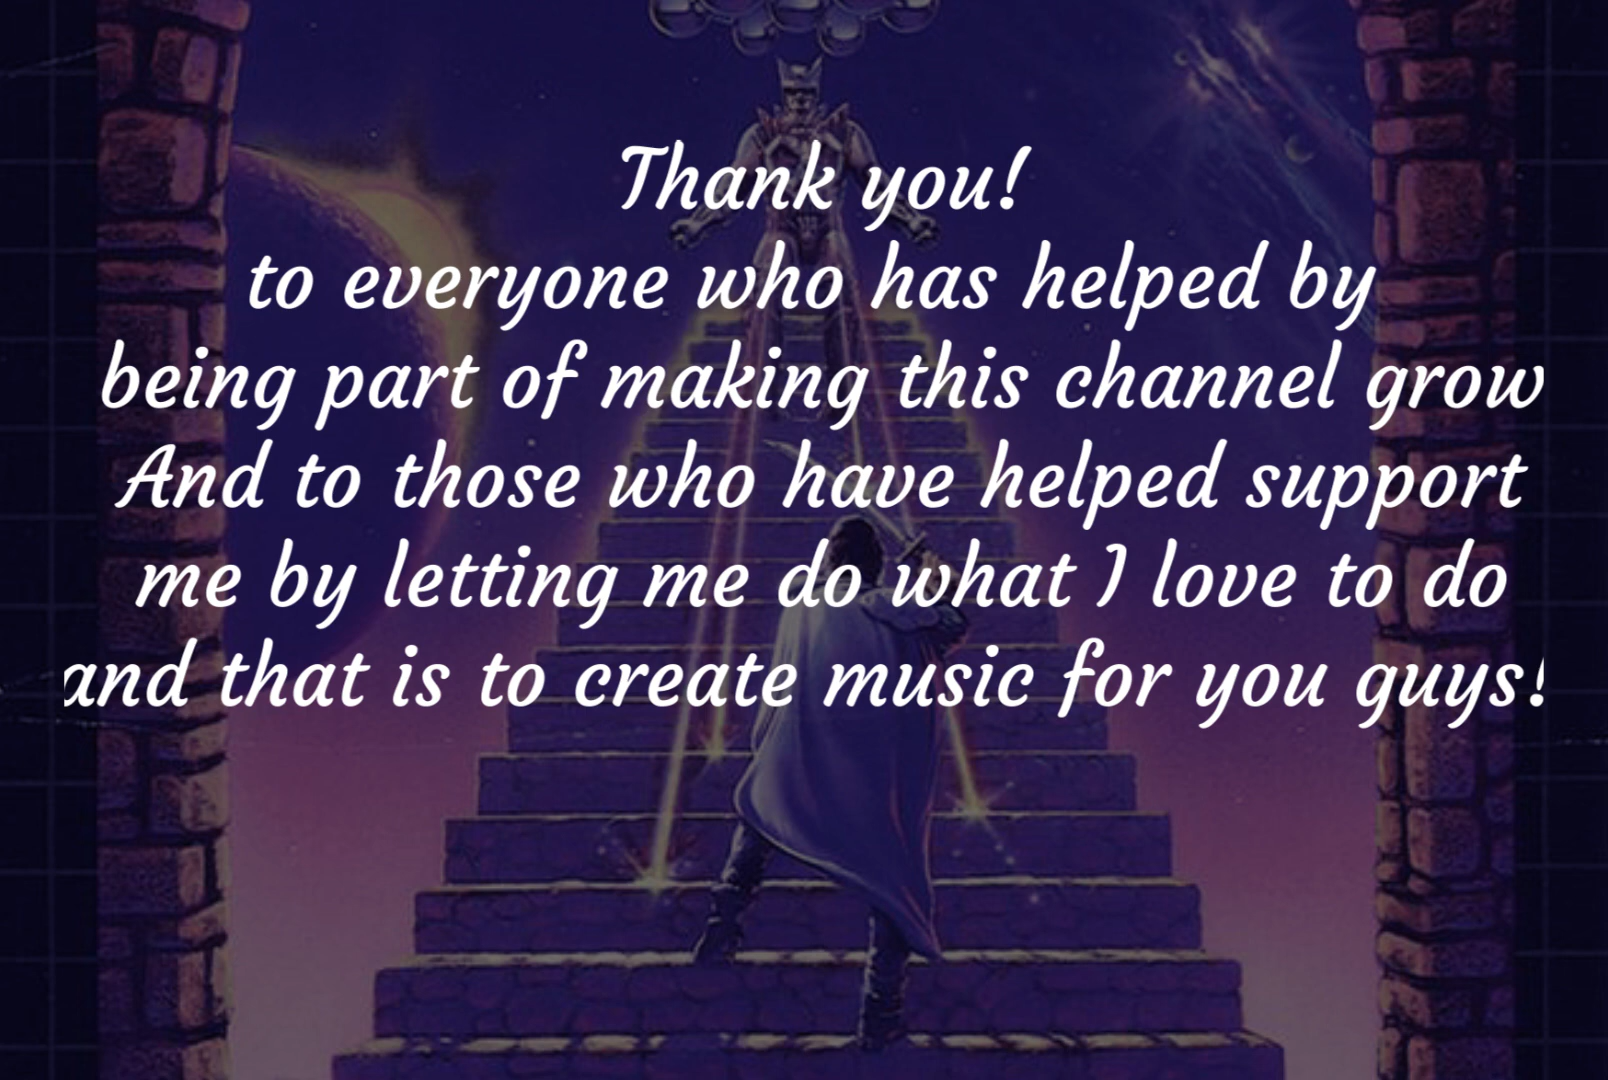 Thank you!
to everyone who has helped by
being part of making this channel grow
And to those who have helped support
me by letting me do what I love to do
and that is to create music for you guys!